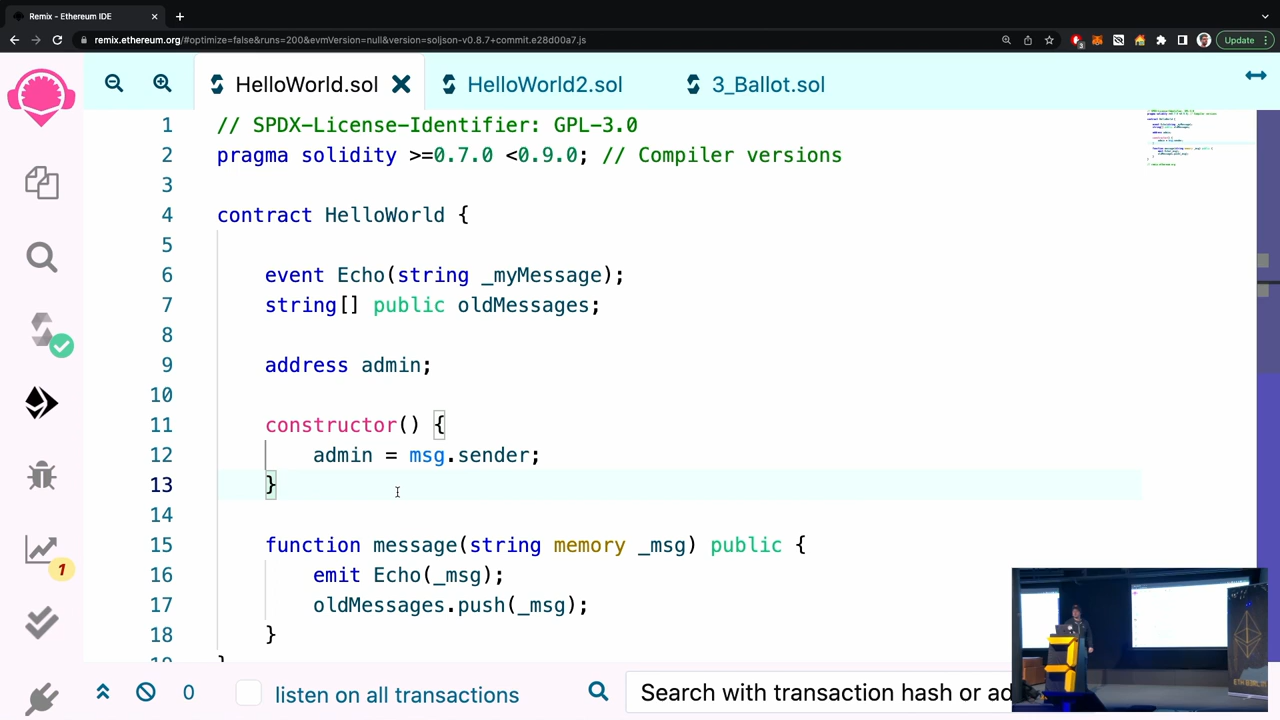 Remix - Ethereum IDE
remix.ethereum.org/#optimize=false&runs=200&evmVersion=null&version=soljson-v0.8.7+commit.e28d00a7.js
3
Update
HelloWorld.sol
HelloWorld2.sol
3_Ballot.sol
1 // SPDX-License-Identifier: GPL-3.0
2 pragma solidity >=0.7.0 <0.9.0; // Compiler versions
3
4 contract HelloWorld {
5
6 event Echo(string _myMessage);
7 string[] public oldMessages;
8
9 address admin;
10
11 constructor() {
12 admin = msg.sender;
13 }
14
15 function message(string memory _msg) public {
16 emit Echo(_msg);
17 oldMessages.push(_msg);
18 }
19 }
1
0
listen on all transactions
Search with transaction hash or ad